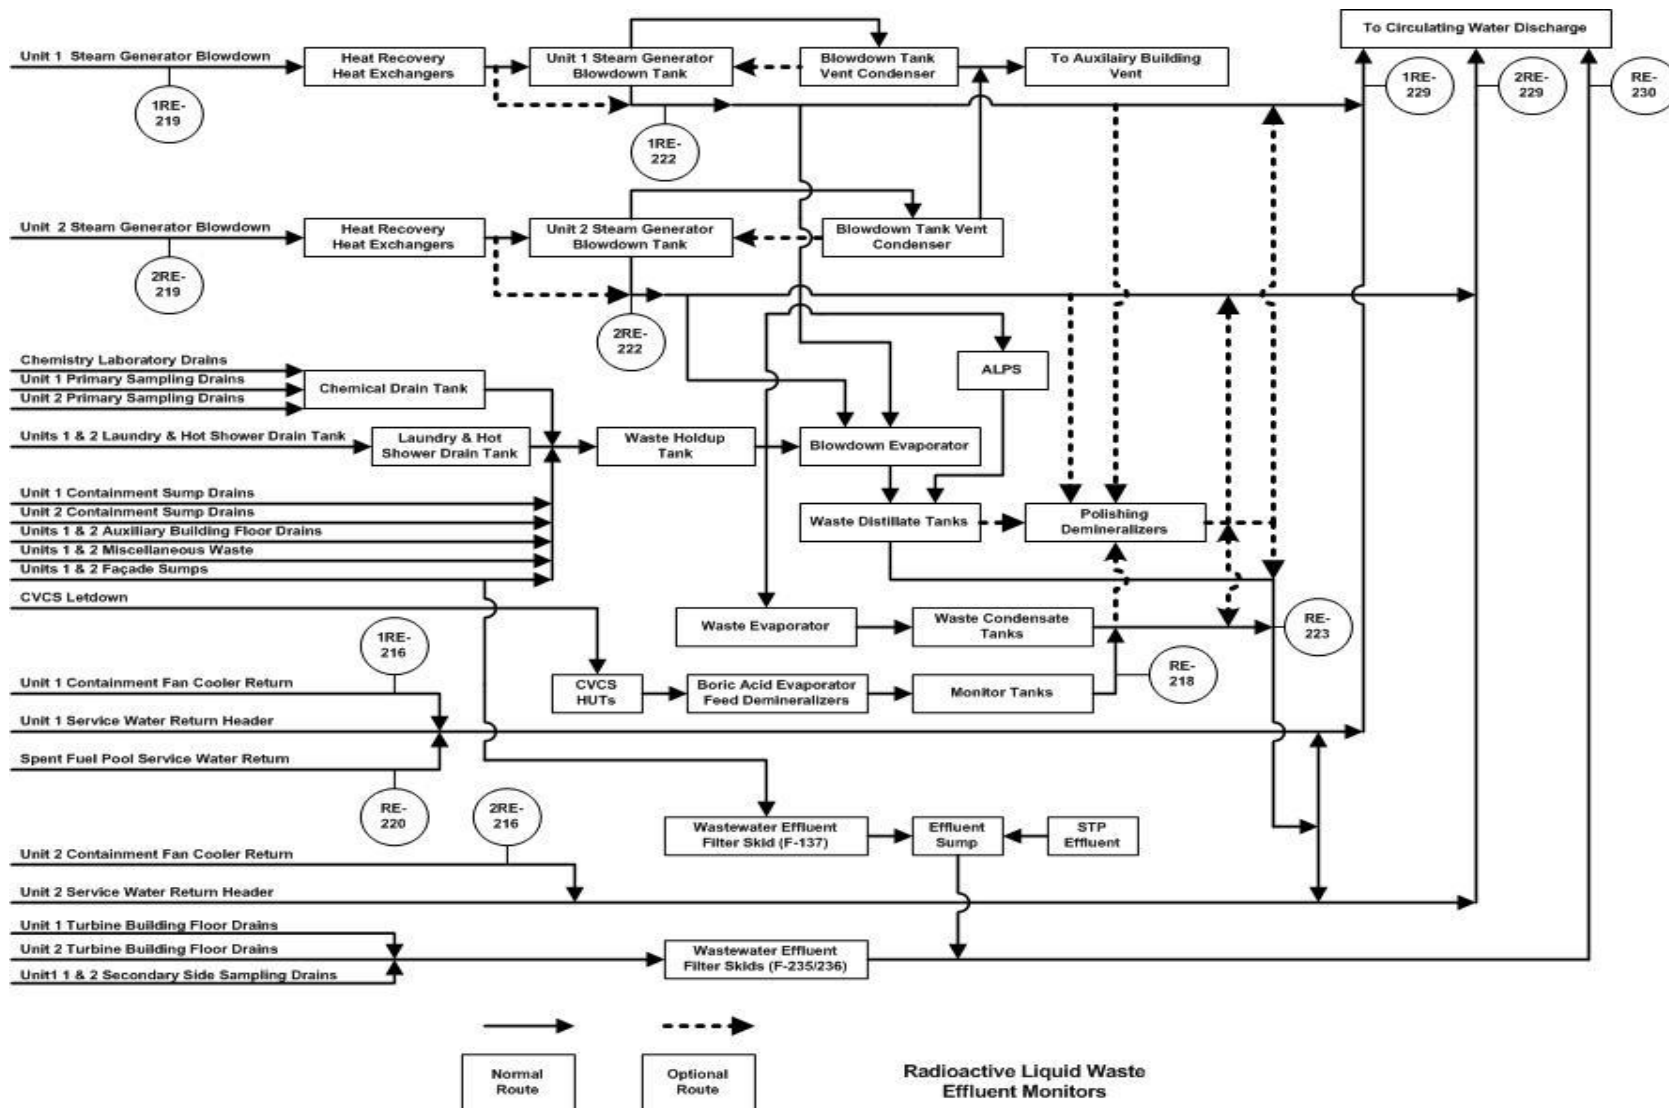 To Circulating Water Discharge
Unit 1 Steam Generator Blowdown
Heat Recovery
Heat Exchangers
Unit 1 Steam Generator
Blowdown Tank
Blowdown Tank
Vent Condenser
To Auxilairy Building
Vent
1RE-
229
2RE-
229
RE-
230
1RE-
219
1RE-
222
Unit 2 Steam Generator Blowdown
Heat Recovery
Heat Exchangers
Unit 2 Steam Generator
Blowdown Tank
Blowdown Tank Vent
Condenser
2RE-
219
2RE-
222
Chemistry Laboratory Drains
Unit 1 Primary Sampling Drains
Unit 2 Primary Sampling Drains
Chemical Drain Tank
ALPS
Units 1 & 2 Laundry & Hot Shower Drain Tank
Laundry & Hot
Shower Drain Tank
Waste Holdup
Tank
Blowdown Evaporator
Unit 1 Containment Sump Drains
Unit 2 Containment Sump Drains
Units 1 & 2 Auxiliary Building Floor Drains
Units 1 & 2 Miscellaneous Waste
Units 1 & 2 Façade Sumps
Waste Distillate Tanks
Polishing
Demineralizers
CVCS Letdown
Waste Evaporator
Waste Condensate
Tanks
RE-
223
1RE-
216
RE-
218
Unit 1 Containment Fan Cooler Return
CVCS
HUTs
Boric Acid Evaporator
Feed Demineralizers
Monitor Tanks
Unit 1 Service Water Return Header
Spent Fuel Pool Service Water Return
RE-
220
2RE-
216
Wastewater Effluent
Filter Skid (F-137)
Effluent
Sump
STP
Effluent
Unit 2 Containment Fan Cooler Return
Unit 2 Service Water Return Header
Unit 1 Turbine Building Floor Drains
Unit 2 Turbine Building Floor Drains
Unit1 1 & 2 Secondary Side Sampling Drains
Wastewater Effluent
Filter Skids (F-235/236)
Normal
Route
Optional
Route
Radioactive Liquid Waste
Effluent Monitors